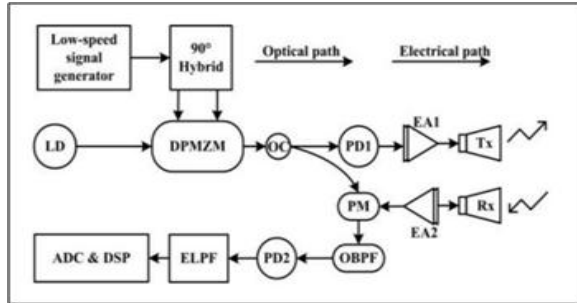 Low-speed
signal
generator
90°
Hybrid
Optical path
Electrical path
LD
DPMZM
OC
PD1
EA1
Tx
PM
EA2
Rx
ADC & DSP
ELPF
PD2
OBPF